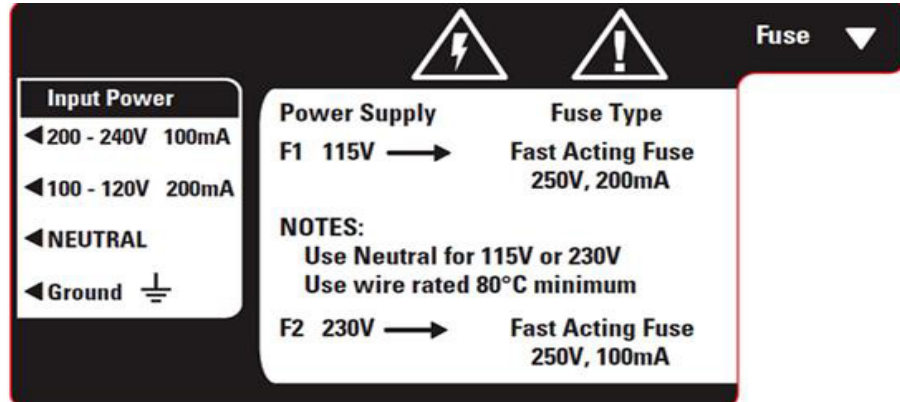 Fuse
Input Power
200 - 240V 100mA
100 - 120V 200mA
NEUTRAL
Ground
Power Supply Fuse Type
F1 115V Fast Acting Fuse
250V, 200mA
NOTES:
Use Neutral for 115V or 230V
Use wire rated 80°C minimum
F2 230V Fast Acting Fuse
250V, 100mA